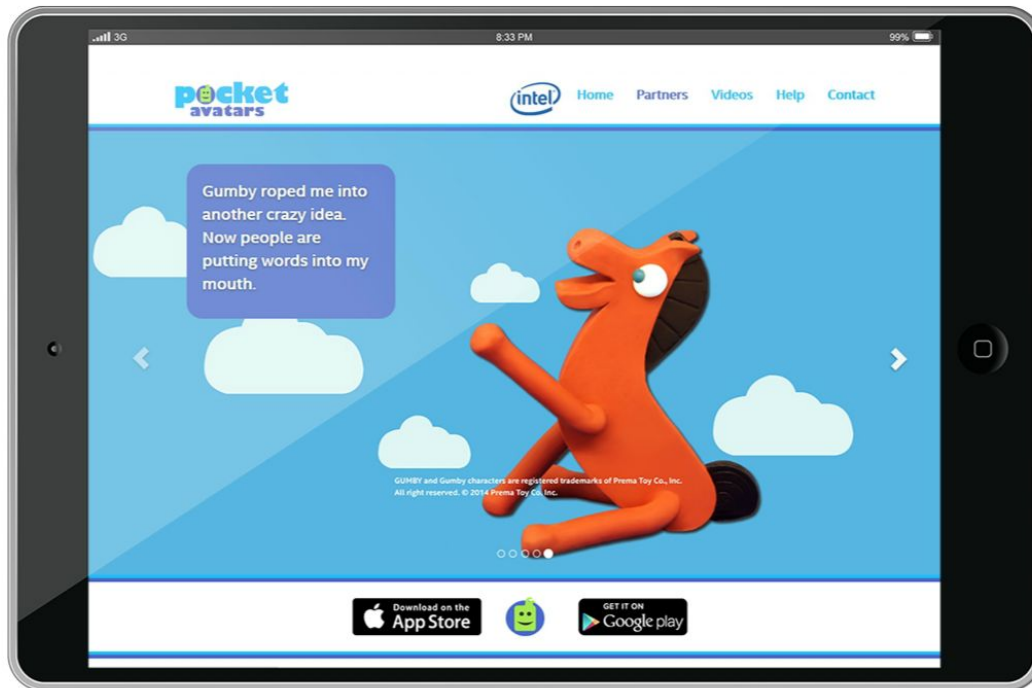 3G
8:33 PM
99%
pocket
avatars
intel
Home Partners Videos Help Contact
Gumby roped me into
another crazy idea.
Now people are
putting words into my
mouth.
GUMBY and Gumby characters are registered trademarks of Prema Toy Co., Inc.
All right reserved. © 2014 Prema Toy Co. Inc.
Download on the
App Store
GET IT ON
Google play